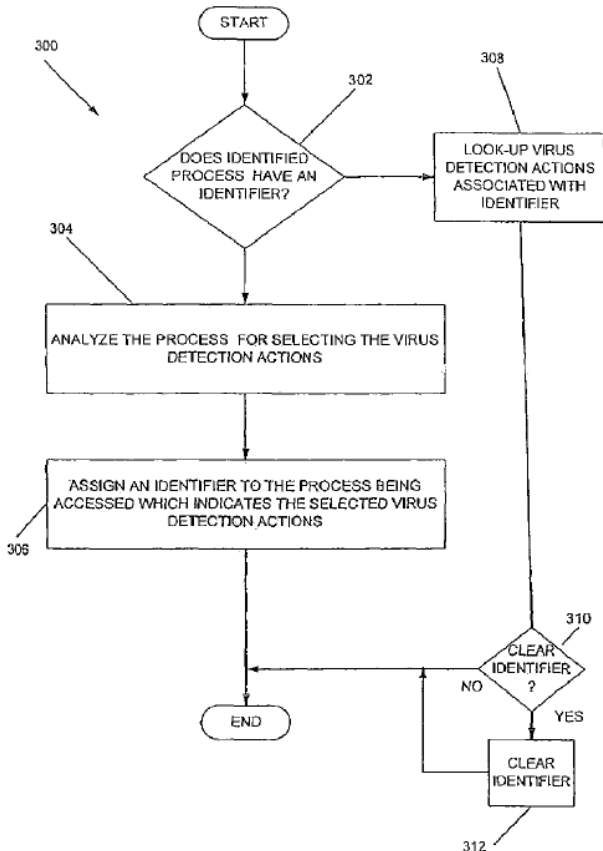 START
300
302
308
DOES IDENTIFIED
PROCESS HAVE AN
IDENTIFIER?
LOOK-UP VIRUS
DETECTION ACTIONS
ASSOCIATED WITH
IDENTIFIER
304
ANALYZE THE PROCESS FOR SELECTING THE VIRUS
DETECTION ACTIONS
ASSIGN AN IDENTIFIER TO THE PROCESS BEING
ACCESSED WHICH INDICATES THE SELECTED VIRUS
DETECTION ACTIONS
306
310
CLEAR
IDENTIFIER
?
NO
YES
END
CLEAR
IDENTIFIER
312